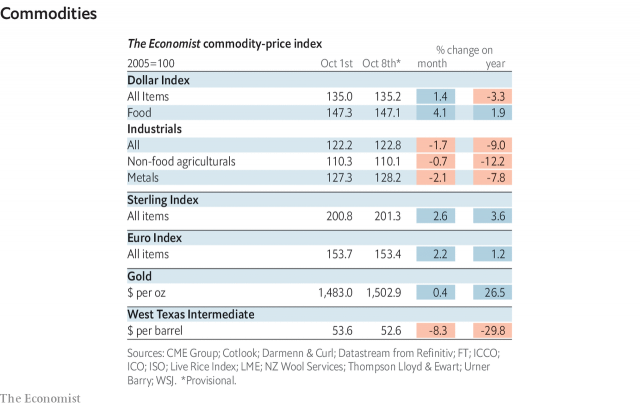 Commodities
The Economist commodity-price index
% change on
2005=100 Oct 1st Oct 8th* month year
Dollar Index
All Items 135.0 135.2 1.4 -3.3
Food 147.3 147.1 4.1 1.9
Industrials
All 122.2 122.8 -1.7 -9.0
Non-food agriculturals 110.3 110.1 -0.7 -12.2
Metals 127.3 128.2 -2.1 -7.8
Sterling Index
All items 200.8 201.3 2.6 3.6
Euro Index
All items 153.7 153.4 2.2 1.2
Gold
$ per oz 1,483.0 1,502.9 0.4 26.5
West Texas Intermediate
$ per barrel 53.6 52.6 -8.3 -29.8
Sources: CME Group; Cotlook; Darmenn & Curl; Datastream from Refinitiv; FT; ICCO;
ICO; ISO; Live Rice Index; LME; NZ Wool Services; Thompson Lloyd & Ewart; Urner
Barry; WSJ. *Provisional.
The Economist